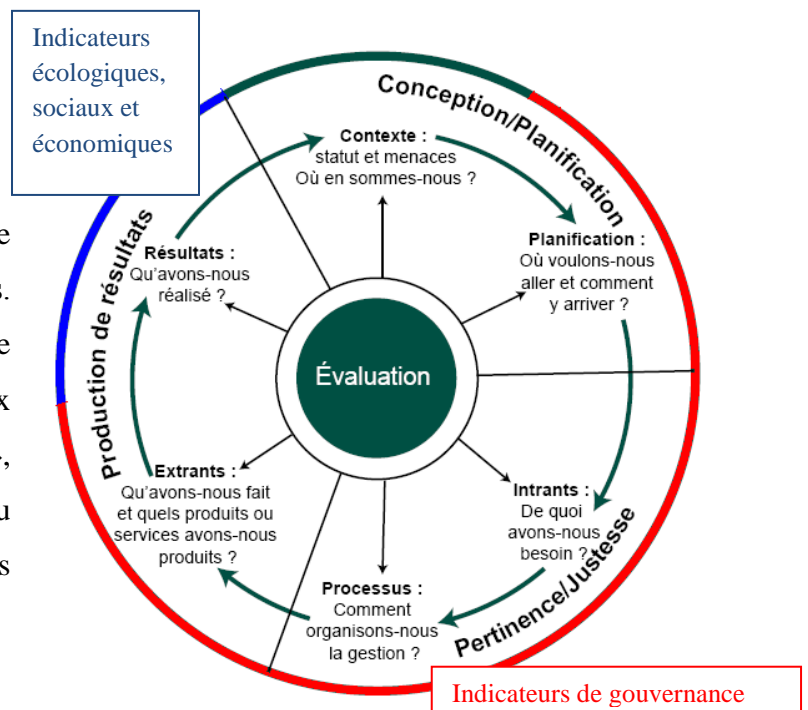 Indicateurs
écologiques,
sociaux et
économiques
Conception/Planification
Contexte :
statut et menaces
Où en sommes-nous ?
Planification :
Où voulons-nous
aller et comment
y arriver ?
Intrants :
De quoi
avons-nous
besoin ?
Pertinence/Justesse
Processus :
Comment
organisons-nous
la gestion ?
Extrants :
Qu'avons-nous fait
et quels produits ou
services avons-nous
produits ?
Production de résultats
Résultats :
Qu'avons-nous
réalisé ?
Évaluation
Indicateurs de gouvernance